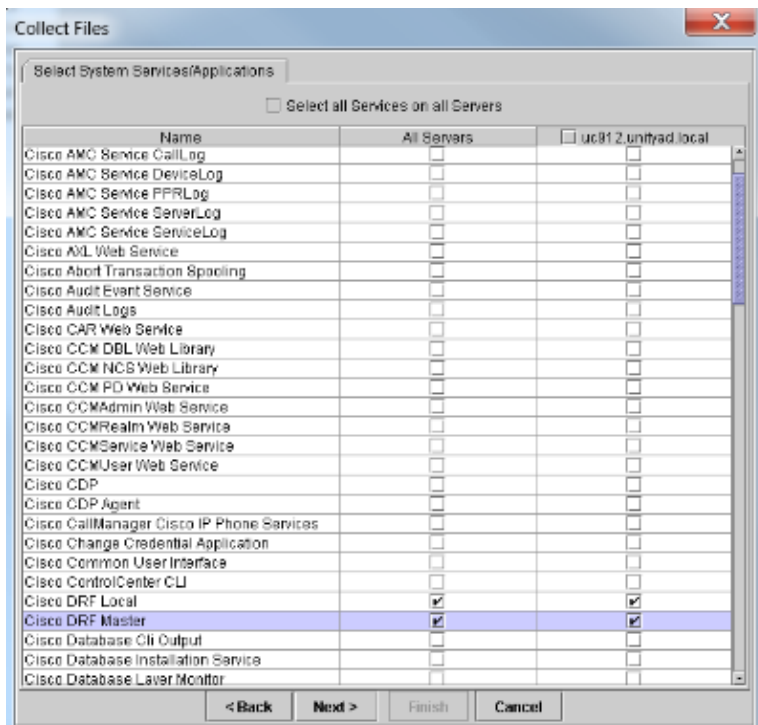 Collect Files
Select System Services/Applications
Select all Services on all Servers
Name All Servers uc912.unityad.local
Cisco AMC Service CallLog
Cisco AMC Service DeviceLog
Cisco AMC Service PPRLog
Cisco AMC Service ServerLog
Cisco AMC Service ServiceLog
Cisco AXL Web Service
Cisco Abort Transaction Spooling
Cisco Audit Event Service
Cisco Audit Logs
Cisco CAR Web Service
Cisco CCM DBL Web Library
Cisco CCM NCS Web Library
Cisco CCM PD Web Service
Cisco CCMAdmin Web Service
Cisco CCMRealm Web Service
Cisco CCMService Web Service
Cisco CCMUser Web Service
Cisco CDP
Cisco CDP Agent
Cisco CallManager Cisco IP Phone Services
Cisco Change Credential Application
Cisco Common User Interface
Cisco ControlCenter CLI
Cisco DRF Local
Cisco DRF Master
Cisco Database Cli Output
Cisco Database Installation Service
Cisco Database Layer Monitor
< Back Next > Finish Cancel